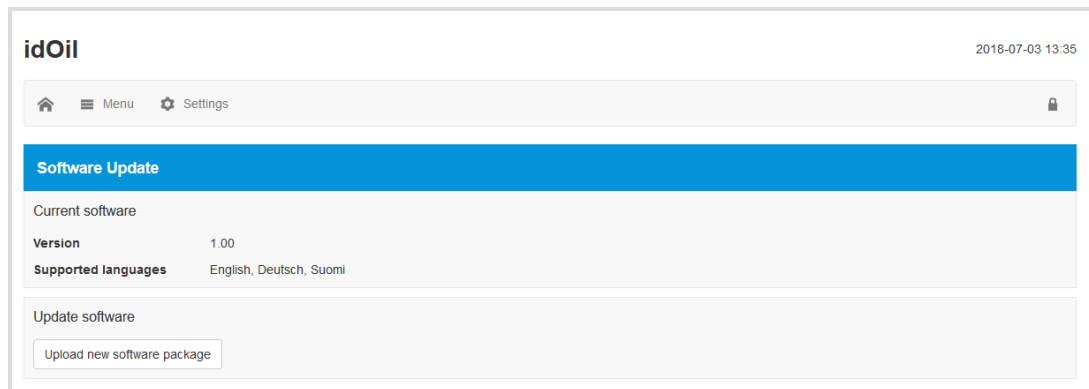 idOil
2018-07-03 13:35
Menu Settings
Software Update
Current software
Version 1.00
Supported languages English, Deutsch, Suomi
Update software
Upload new software package